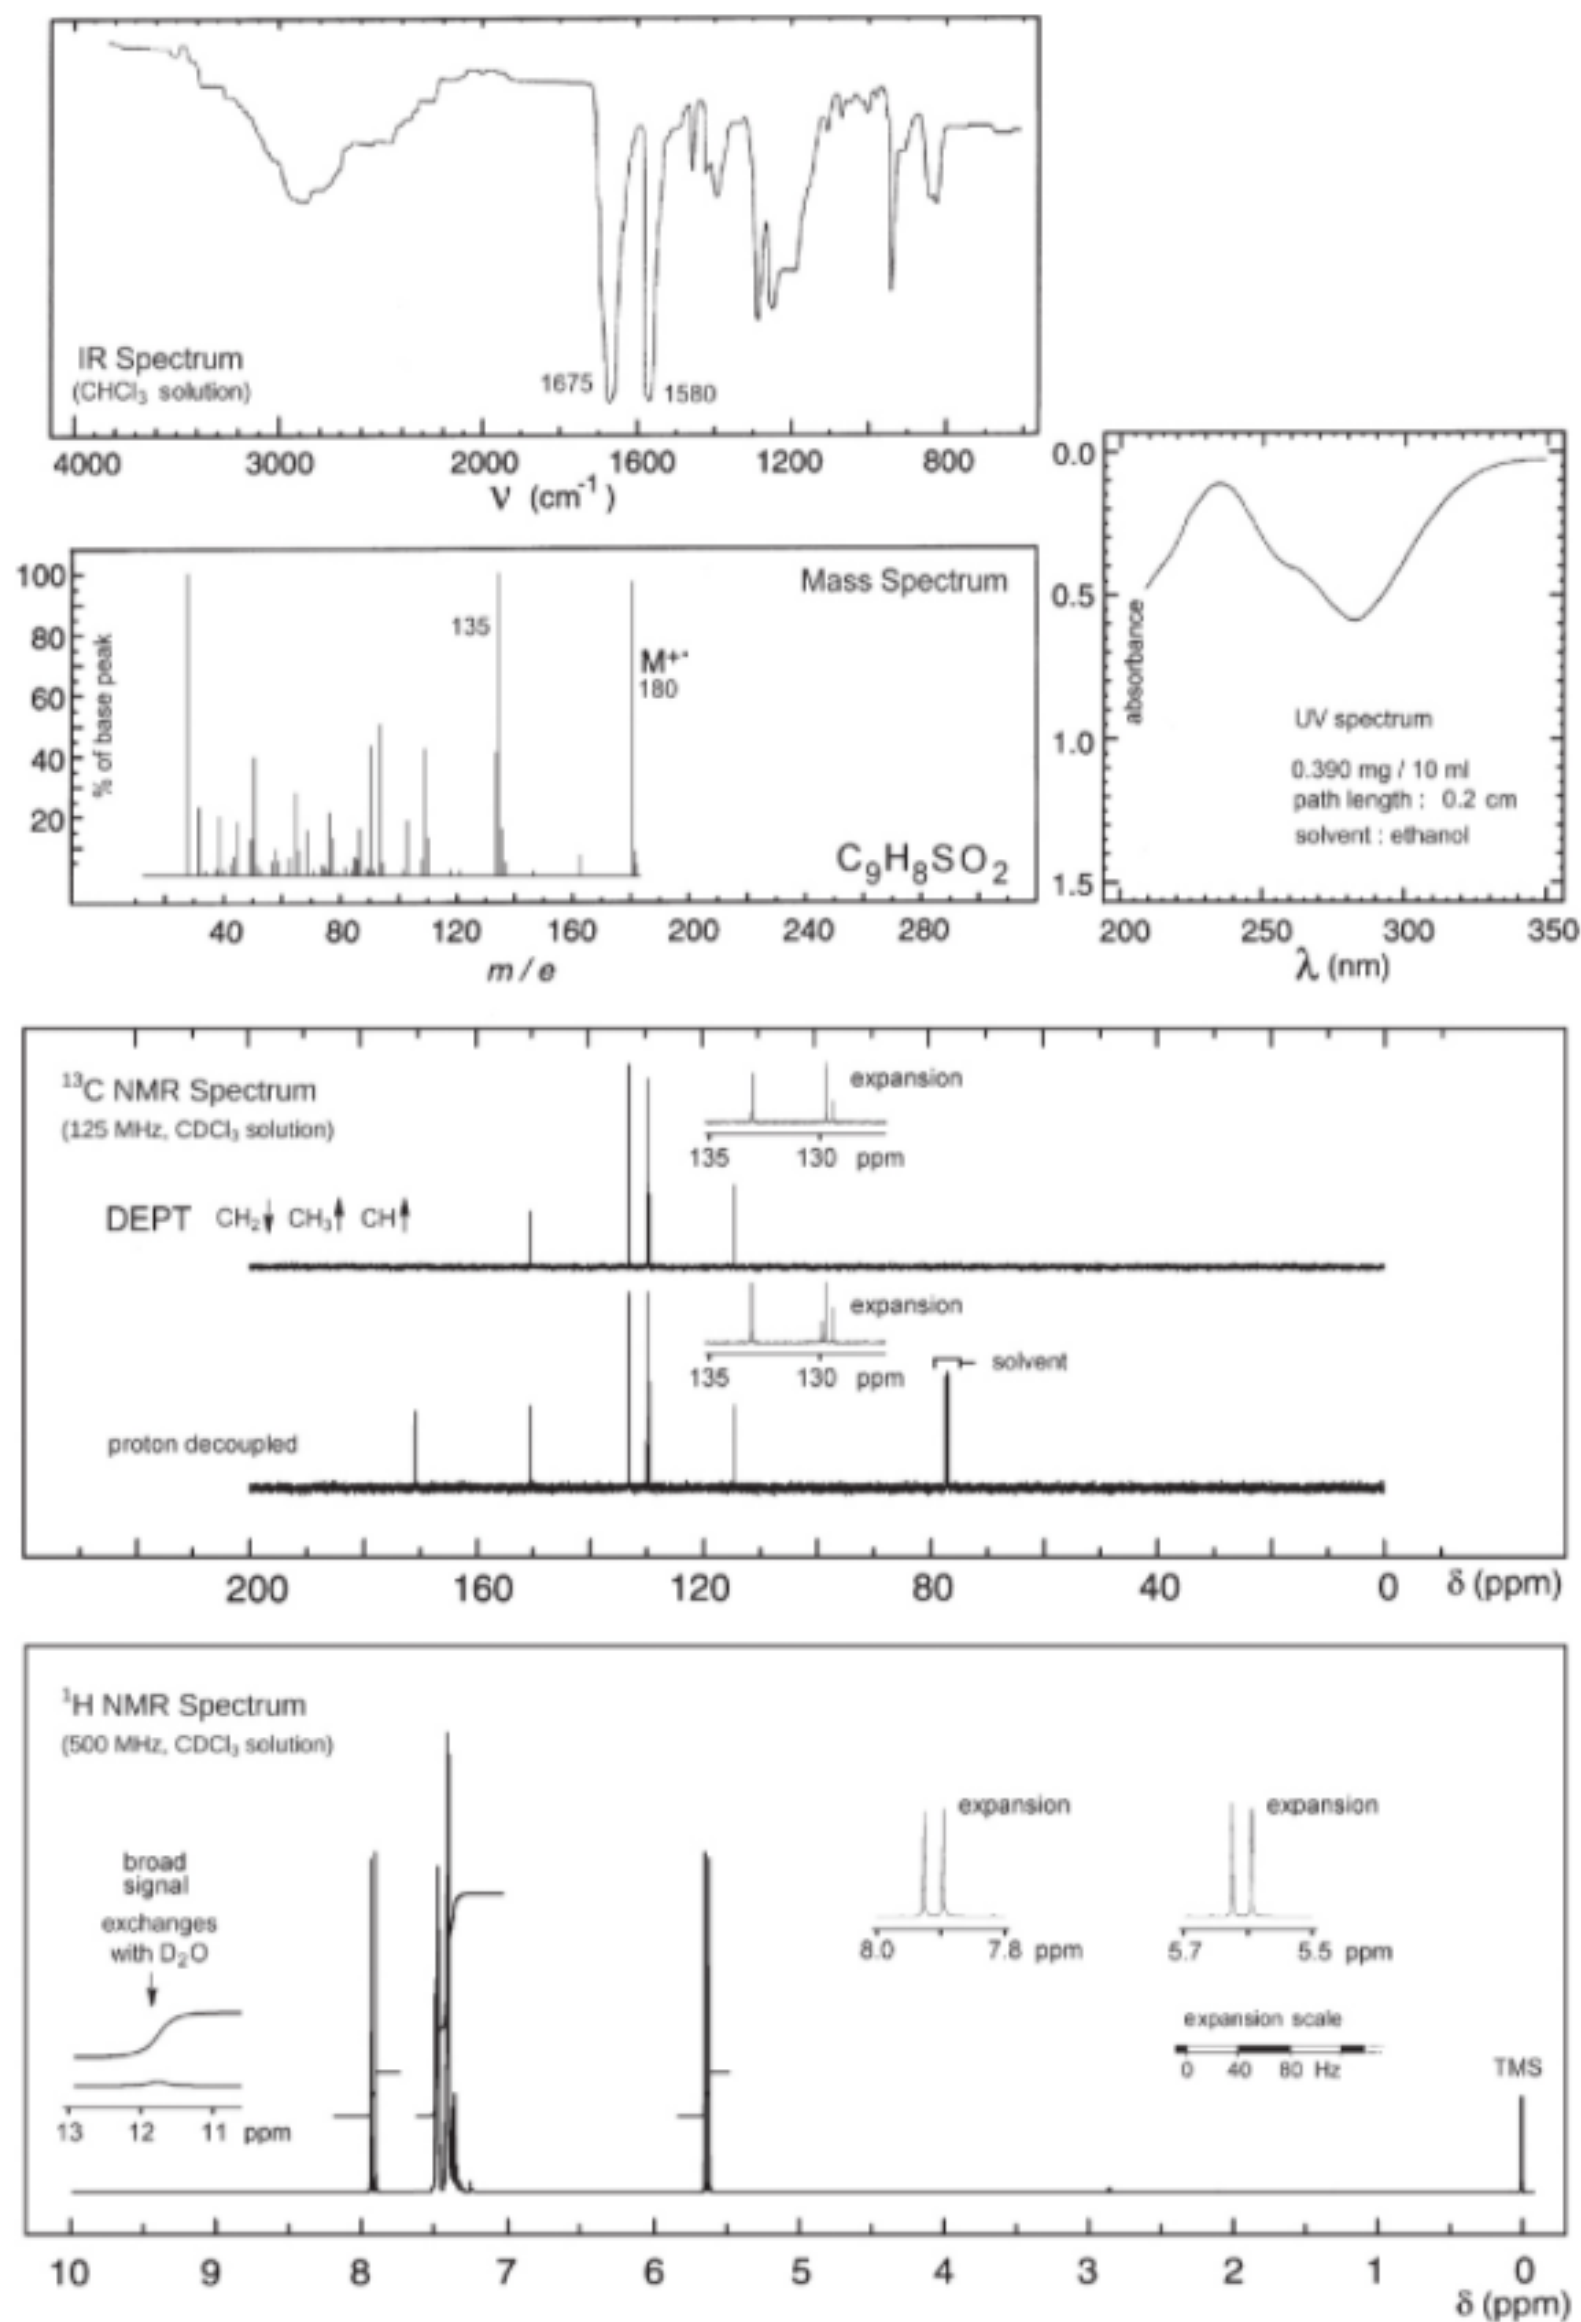 IR Spectrum
(CHCl₃ solution)
1675
1580
4000 3000 2000 1600 1200 800
ν (cm⁻¹)
100
80
60
40
20
% of base peak
Mass Spectrum
135
M⁺·
180
C₉H₈SO₂
40 80 120 160 200 240 280
m / e
0.0
0.5
1.0
1.5
absorbance
UV spectrum
0.390 mg / 10 ml
path length : 0.2 cm
solvent : ethanol
200 250 300 350
λ (nm)
¹³C NMR Spectrum
(125 MHz, CDCl₃ solution)
expansion
135 130 ppm
DEPT CH₂↓ CH₃↑ CH↑
expansion
135 130 ppm
solvent
proton decoupled
200 160 120 80 40 0 δ (ppm)
¹H NMR Spectrum
(500 MHz, CDCl₃ solution)
broad
signal
exchanges
with D₂O
13 12 11 ppm
expansion
8.0 7.8 ppm
expansion
5.7 5.5 ppm
expansion scale
0 40 80 Hz
TMS
10 9 8 7 6 5 4 3 2 1 0
δ (ppm)